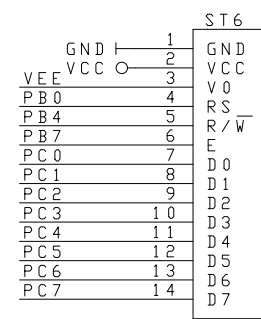 ST6
GND 1 GND
VCC 2 VCC
VEE 3 V0
PB0 4 RS
PB4 5 R/W
PB7 6 E
PC0 7 D0
PC1 8 D1
PC2 9 D2
PC3 10 D3
PC4 11 D4
PC5 12 D5
PC6 13 D6
PC7 14 D7